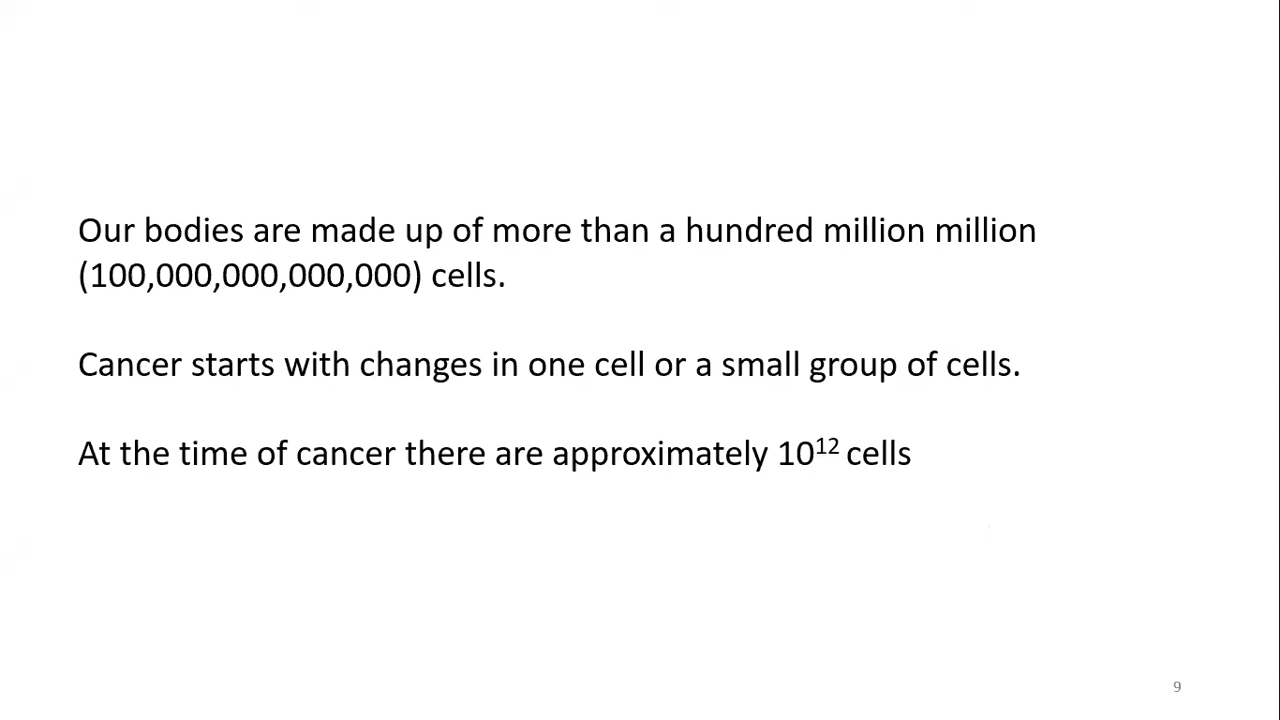 Our bodies are made up of more than a hundred million million
(100,000,000,000,000) cells.
Cancer starts with changes in one cell or a small group of cells.
At the time of cancer there are approximately 10¹² cells
9